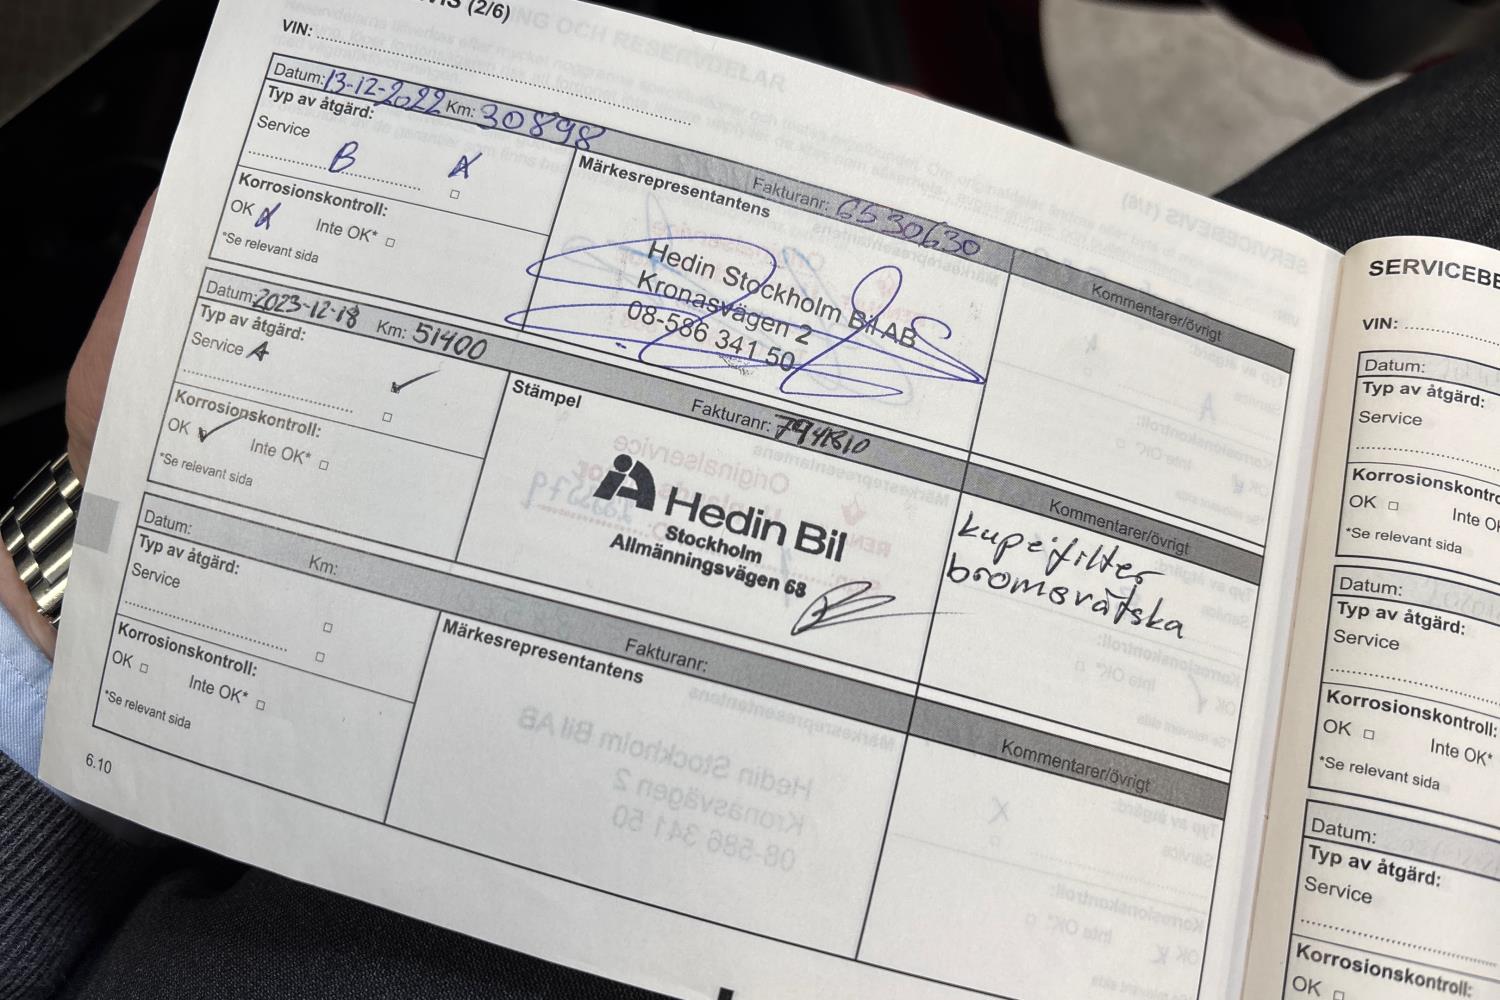 VIS (2/6)
VIN:
Datum: 13-12-2022 Km: 30898
Typ av åtgärd:
Service
B
Korrosionskontroll:
OK Inte OK*
*Se relevant sida
Märkesrepresentantens Fakturanr: 6530630
Hedin Stockholm Bil AB
Kronasvägen 2
08-586 341 50
Kommentarer/övrigt
Datum: 2023-12-18 Km: 51400
Typ av åtgärd:
Service A
Korrosionskontroll:
OK Inte OK*
*Se relevant sida
Stämpel Fakturanr:
Hedin Bil
Stockholm
Allmänningsvägen 68
Kommentarer/övrigt
kupéfilter
bromsvätska
Datum: Km:
Typ av åtgärd:
Service
Korrosionskontroll:
OK Inte OK*
*Se relevant sida
Märkesrepresentantens Fakturanr:
Kommentarer/övrigt
6.10
SERVICEBE
VIN:
Datum:
Typ av åtgärd:
Service
Korrosionskontro
OK Inte OK
*Se relevant sida
Datum:
Typ av åtgärd:
Service
Korrosionskontroll:
OK Inte OK*
*Se relevant sida
Datum:
Typ av åtgärd:
Service
Korrosionskontroll:
OK